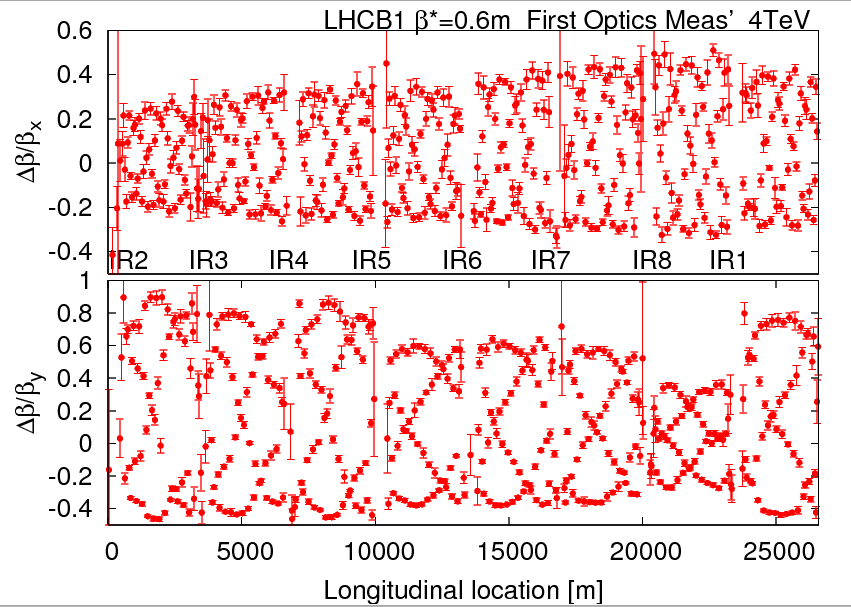 LHCB1 β*=0.6m First Optics Meas' 4TeV
0.6
0.4
0.2
0
-0.2
-0.4
Δβ/βx
IR2 IR3 IR4 IR5 IR6 IR7 IR8 IR1
1
0.8
0.6
0.4
0.2
0
-0.2
-0.4
Δβ/βy
0 5000 10000 15000 20000 25000
Longitudinal location [m]